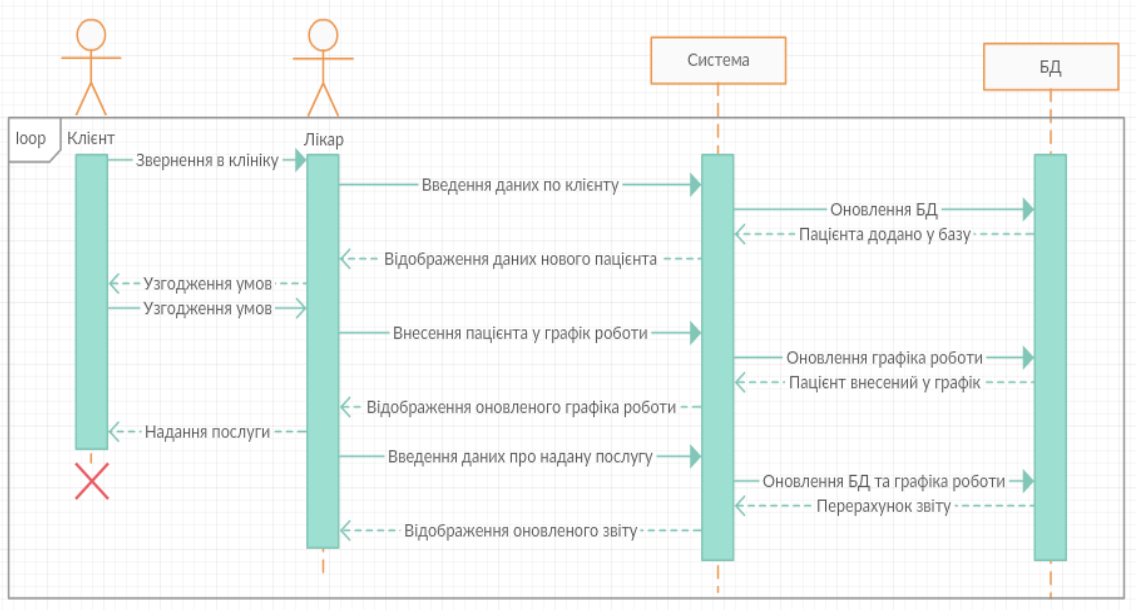 Система
БД
loop
Клієнт
Лікар
Звернення в клініку
Введення даних по клієнту
Оновлення БД
Пацієнта додано у базу
Відображення даних нового пацієнта
Узгодження умов
Узгодження умов
Внесення пацієнта у графік роботи
Оновлення графіка роботи
Пацієнт внесений у графік
Відображення оновленого графіка роботи
Надання послуги
Введення даних про надану послугу
Оновлення БД та графіка роботи
Перерахунок звіту
Відображення оновленого звіту